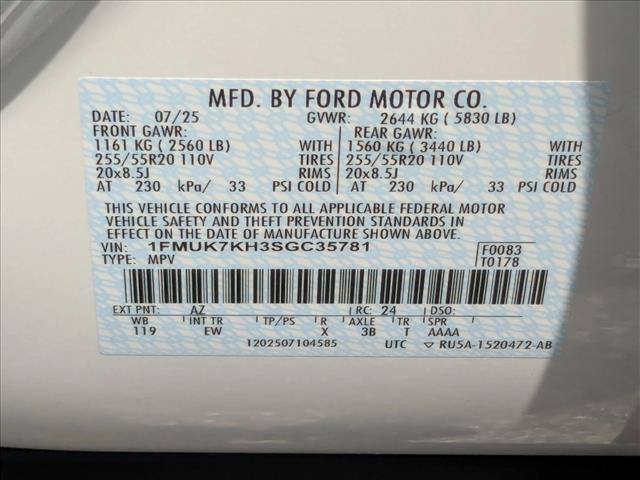 MFD. BY FORD MOTOR CO.
DATE: 07/25 GVWR: 2644 KG ( 5830 LB)
FRONT GAWR: REAR GAWR:
1161 KG ( 2560 LB) 1560 KG ( 3440 LB)
255/55R20 110V TIRES 255/55R20 110V TIRES
20x8.5J RIMS 20x8.5J RIMS
AT 230 kPa/ 33 PSI COLD AT 230 kPa/ 33 PSI COLD
THIS VEHICLE CONFORMS TO ALL APPLICABLE FEDERAL MOTOR
VEHICLE SAFETY AND THEFT PREVENTION STANDARDS IN
EFFECT ON THE DATE OF MANUFACTURE SHOWN ABOVE.
VIN: 1FMUK7KH3SGC35781 F0083
TYPE: MPV T0178
EXT PNT: AZ RC: 24 DSO:
WB INT TR TP/PS R AXLE TR SPR
119 EW X 3B T AAAA
1202507104585 UTC ▽ RU5A-1520472-AB